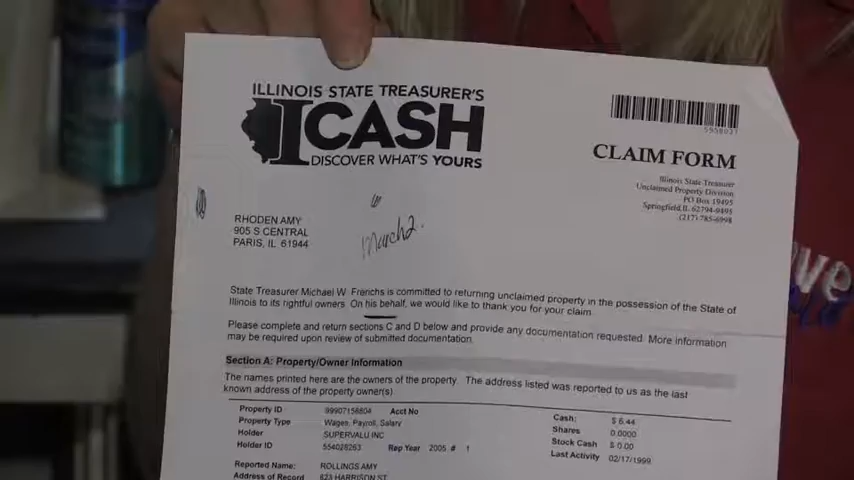 ILLINOIS STATE TREASURER'S
ICASH
DISCOVER WHAT'S YOURS
5958037
CLAIM FORM
Illinois State Treasurer
Unclaimed Property Division
PO Box 19495
Springfield, IL 62794-9495
(217) 785-6998
RHODEN AMY
905 S CENTRAL
PARIS, IL 61944
March 2.
State Treasurer Michael W. Frerichs is committed to returning unclaimed property in the possession of the State of
Illinois to its rightful owners. On his behalf, we would like to thank you for your claim.
Please complete and return sections C and D below and provide any documentation requested. More information
may be required upon review of submitted documentation.
Section A: Property/Owner Information
The names printed here are the owners of the property. The address listed was reported to us as the last
known address of the property owner(s).
Property ID 99907156804 Acct No
Property Type Wages, Payroll, Salary
Holder SUPERVALU INC
Holder ID 554028263 Rep Year 2005 # 1
Cash: $ 6.44
Shares 0.0000
Stock Cash $ 0.00
Last Activity 02/17/1999
Reported Name: ROLLINGS AMY
Address of Record 823 HARRISON ST